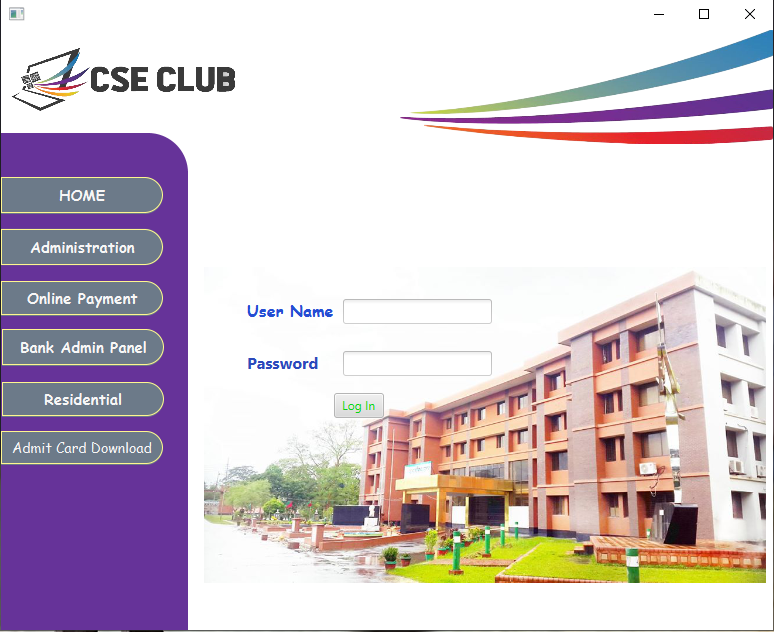 CSE CLUB
HOME
Administration
Online Payment
Bank Admin Panel
Residential
Admit Card Download
User Name
Password
Log In